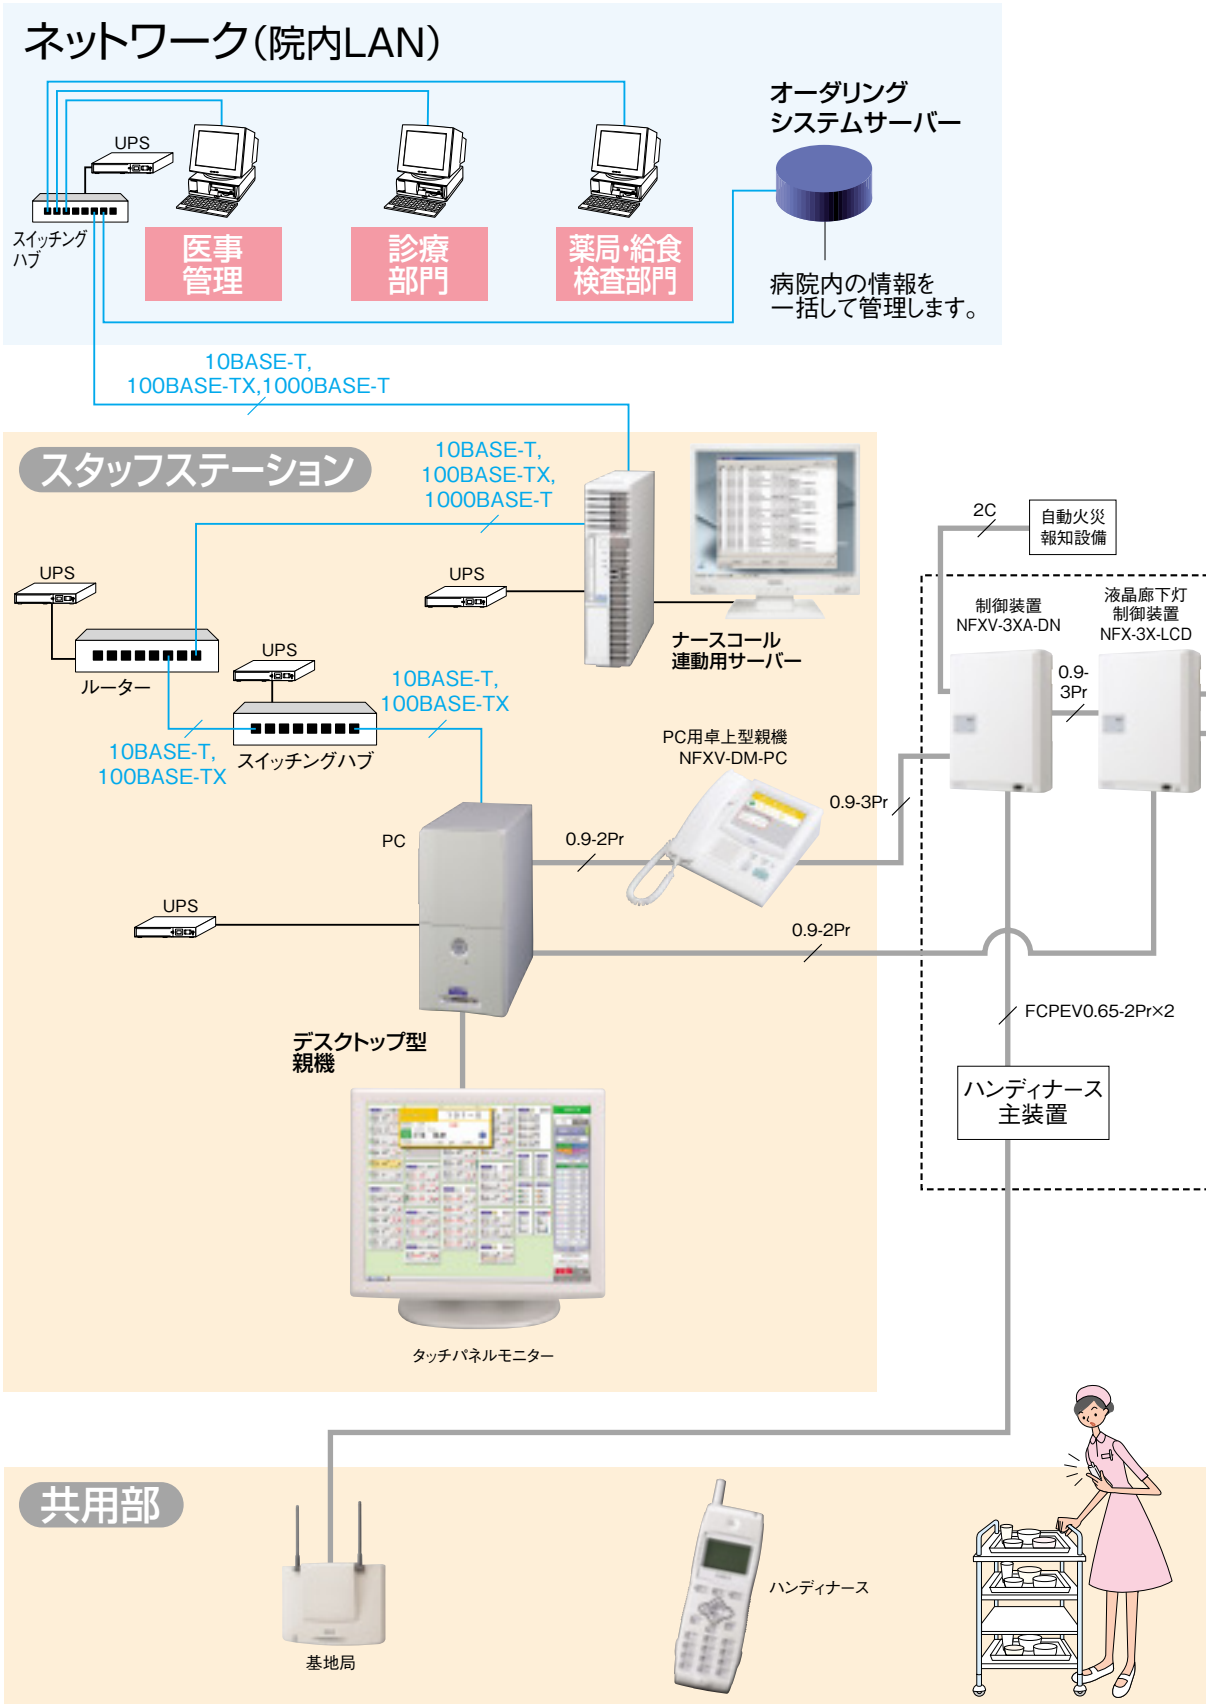 ネットワーク(院内LAN)
オーダリング
システムサーバー
UPS
スイッチング
ハブ
医事
管理
診療
部門
薬局・給食
検査部門
病院内の情報を
一括して管理します。
10BASE-T,
100BASE-TX,1000BASE-T
スタッフステーション
10BASE-T,
100BASE-TX,
1000BASE-T
2C
自動火災
報知設備
UPS
UPS
制御装置
NFXV-3XA-DN
液晶廊下灯
制御装置
NFX-3X-LCD
ナースコール
連動用サーバー
UPS
ルーター
0.9-
3Pr
10BASE-T,
100BASE-TX
10BASE-T,
100BASE-TX
スイッチングハブ
PC用卓上型親機
NFXV-DM-PC
0.9-3Pr
PC
0.9-2Pr
UPS
0.9-2Pr
FCPEV0.65-2Pr×2
デスクトップ型
親機
ハンディナース
主装置
タッチパネルモニター
共用部
ハンディナース
基地局